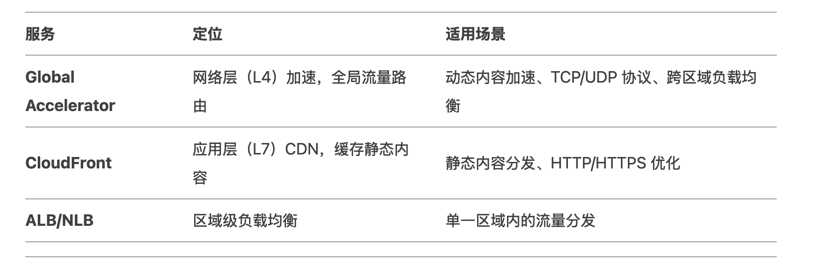 服务 定位 适用场景
Global 网络层（L4）加速，全局流量路 动态内容加速、TCP/UDP 协议、跨区域负载均
Accelerator 由 衡
CloudFront 应用层（L7）CDN，缓存静态内 静态内容分发、HTTP/HTTPS 优化
容
ALB/NLB 区域级负载均衡 单一区域内的流量分发